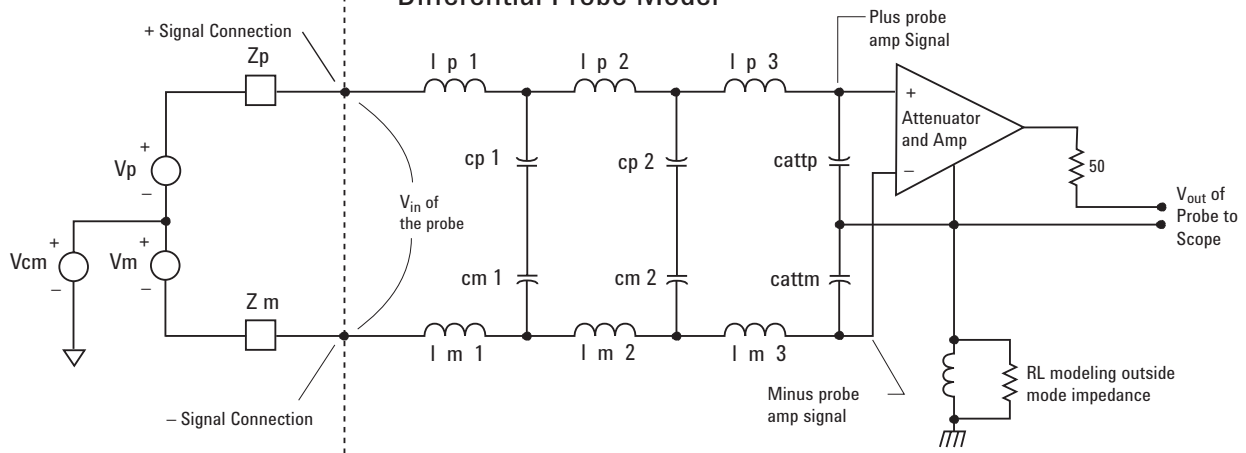 Differential Probe Model
+ Signal Connection
Plus probe
amp Signal
Zp
l p 1
l p 2
l p 3
+
Attenuator
and Amp
−
cp 1
cp 2
cattp
50
+
Vp
−
V_in of
the probe
V_out of
Probe to
Scope
+
Vcm
−
+
Vm
−
cm 1
cm 2
cattm
Z m
l m 1
l m 2
l m 3
RL modeling outside
mode impedance
Minus probe
amp signal
− Signal Connection